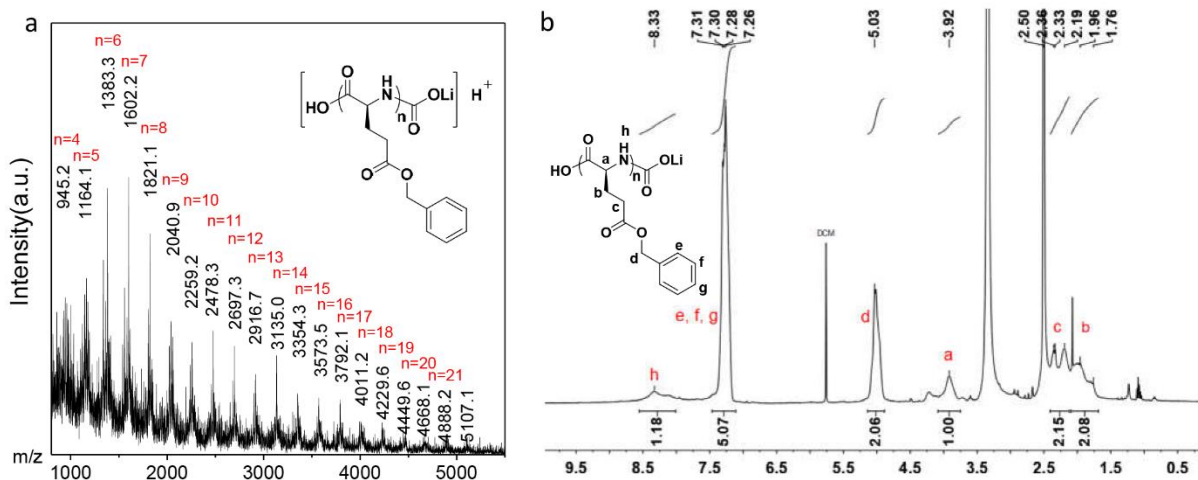 a
n=6
n=7
n=8
n=4
n=5
n=9
n=10
n=11
n=12
n=13
n=14
n=15
n=16
n=17
n=18
n=19
n=20
n=21
945.2
1164.1
1383.3
1602.2
1821.1
2040.9
2259.2
2478.3
2697.3
2916.7
3135.0
3354.3
3573.5
3792.1
4011.2
4229.6
4449.6
4668.1
4888.2
5107.1
O
H
N
OLi
H+
HO
n
O
O
O
Intensity(a.u.)
m/z
1000 2000 3000 4000 5000
b
8.33
7.31
7.30
7.28
7.26
5.03
3.92
2.50
2.36
2.33
2.19
1.96
1.76
h
O
H
N
OLi
HO
a
n
O
b
c
O
O
d
e
f
g
DCM
e, f, g
d
c
b
a
h
1.18
5.07
2.06
1.00
2.15
2.08
9.5 8.5 7.5 6.5 5.5 4.5 3.5 2.5 1.5 0.5